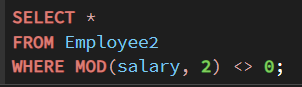 SELECT *
FROM Employee2
WHERE MOD(salary, 2) <> 0;